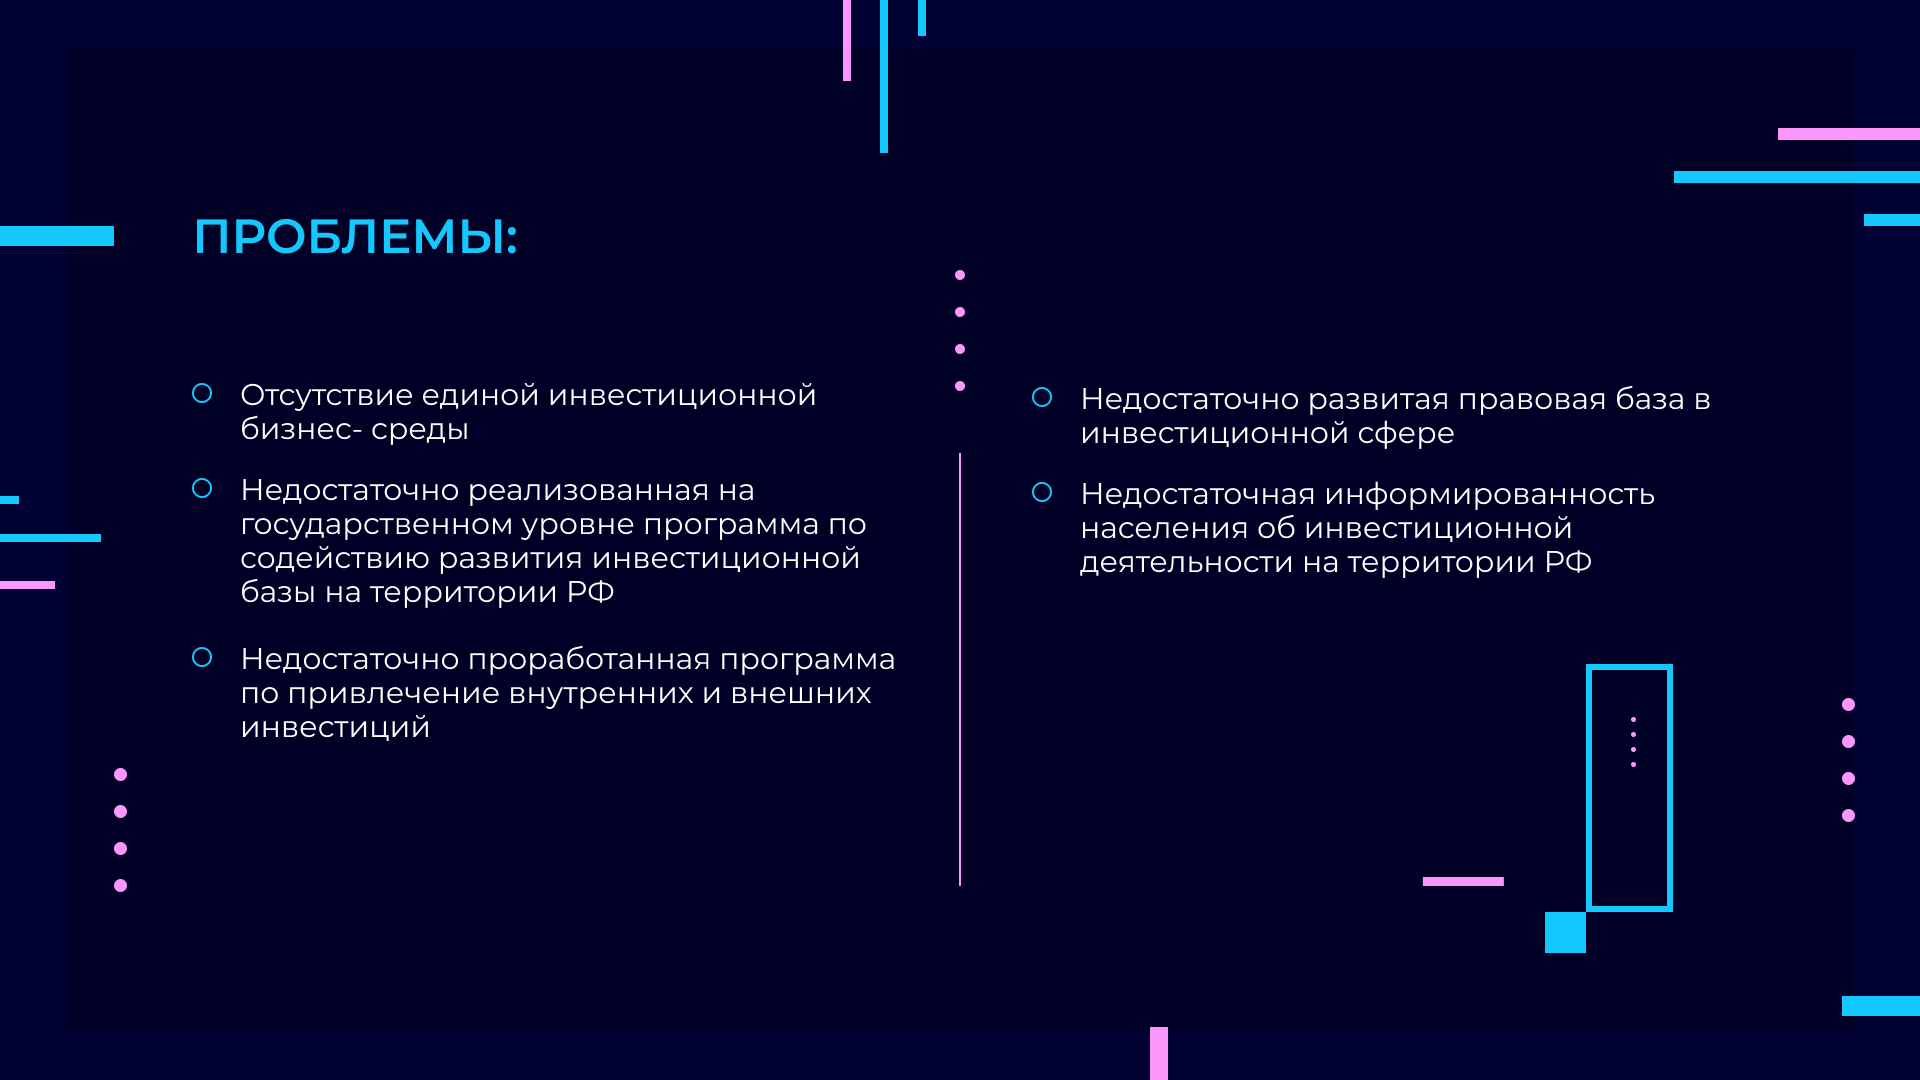 ПРОБЛЕМЫ:
Отсутствие единой инвестиционной
бизнес- среды
Недостаточно реализованная на
государственном уровне программа по
содействию развития инвестиционной
базы на территории РФ
Недостаточно проработанная программа
по привлечение внутренних и внешних
инвестиций
Недостаточно развитая правовая база в
инвестиционной сфере
Недостаточная информированность
населения об инвестиционной
деятельности на территории РФ